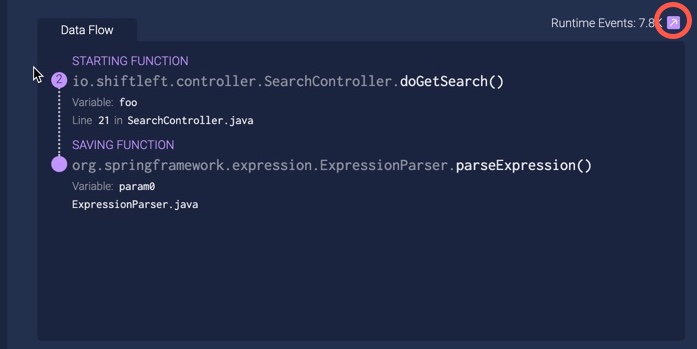 Data Flow
Runtime Events: 7.8K
STARTING FUNCTION
2
io.shiftleft.controller.SearchController.doGetSearch()
Variable: foo
Line 21 in SearchController.java
SAVING FUNCTION
org.springframework.expression.ExpressionParser.parseExpression()
Variable: param0
ExpressionParser.java